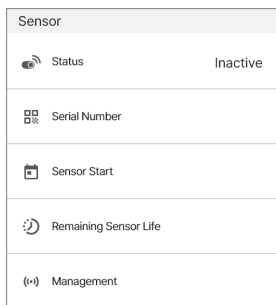 Sensor
Status Inactive
Serial Number
Sensor Start
Remaining Sensor Life
Management